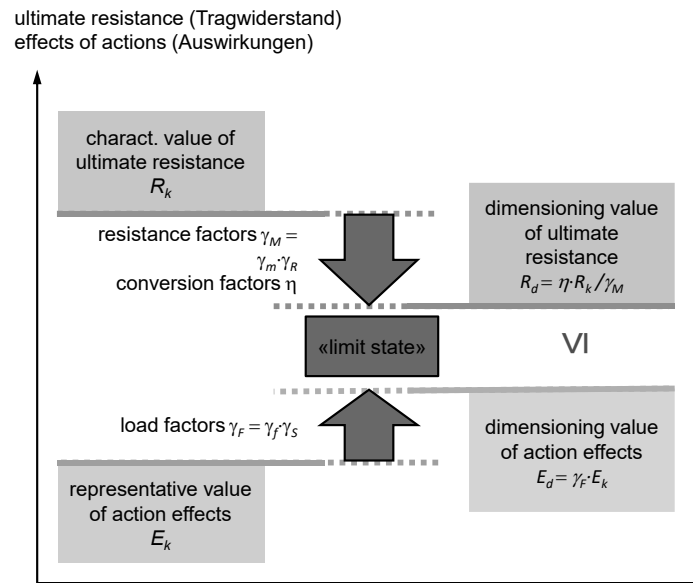 ultimate resistance (Tragwiderstand)
effects of actions (Auswirkungen)
charact. value of
ultimate resistance
R_k
resistance factors γ_M =
γ_m·γ_R
conversion factors η
dimensioning value
of ultimate
resistance
R_d = η·R_k/γ_M
«limit state»
VI
load factors γ_F = γ_f·γ_S
dimensioning value
of action effects
E_d = γ_F·E_k
representative value
of action effects
E_k